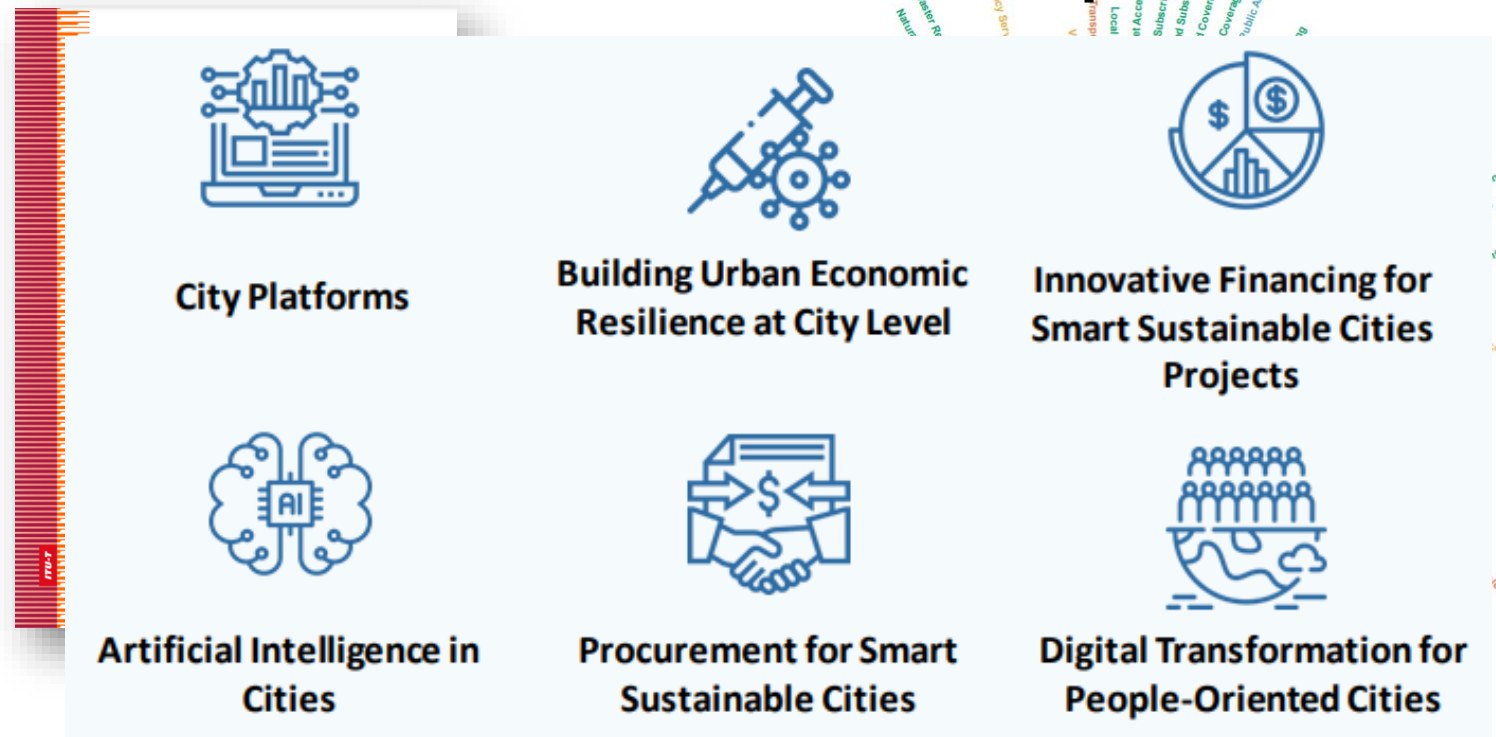 City Platforms
Building Urban Economic
Resilience at City Level
Innovative Financing for
Smart Sustainable Cities
Projects
AI
$
$
$
Artificial Intelligence in
Cities
Procurement for Smart
Sustainable Cities
Digital Transformation for
People-Oriented Cities
ITU-T
Local